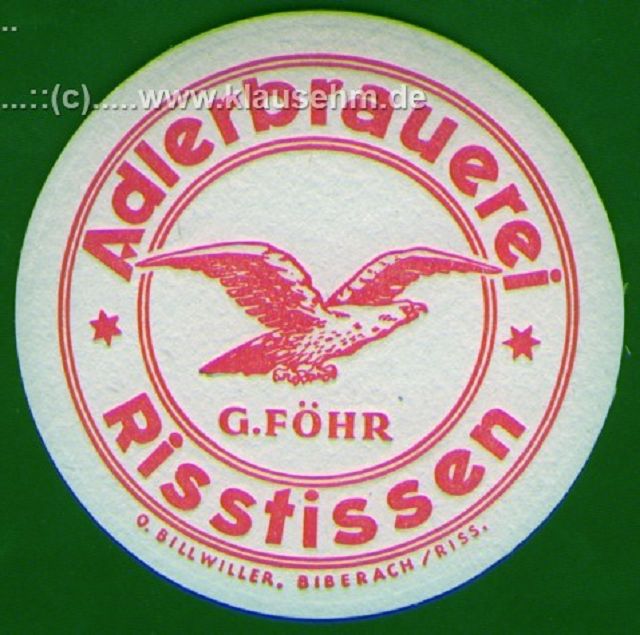 ..
...::(c).....www.klausehm.de
Adlerbrauerei
G.FÖHR
Risstissen
O. BILLWILLER, BIBERACH/RISS.